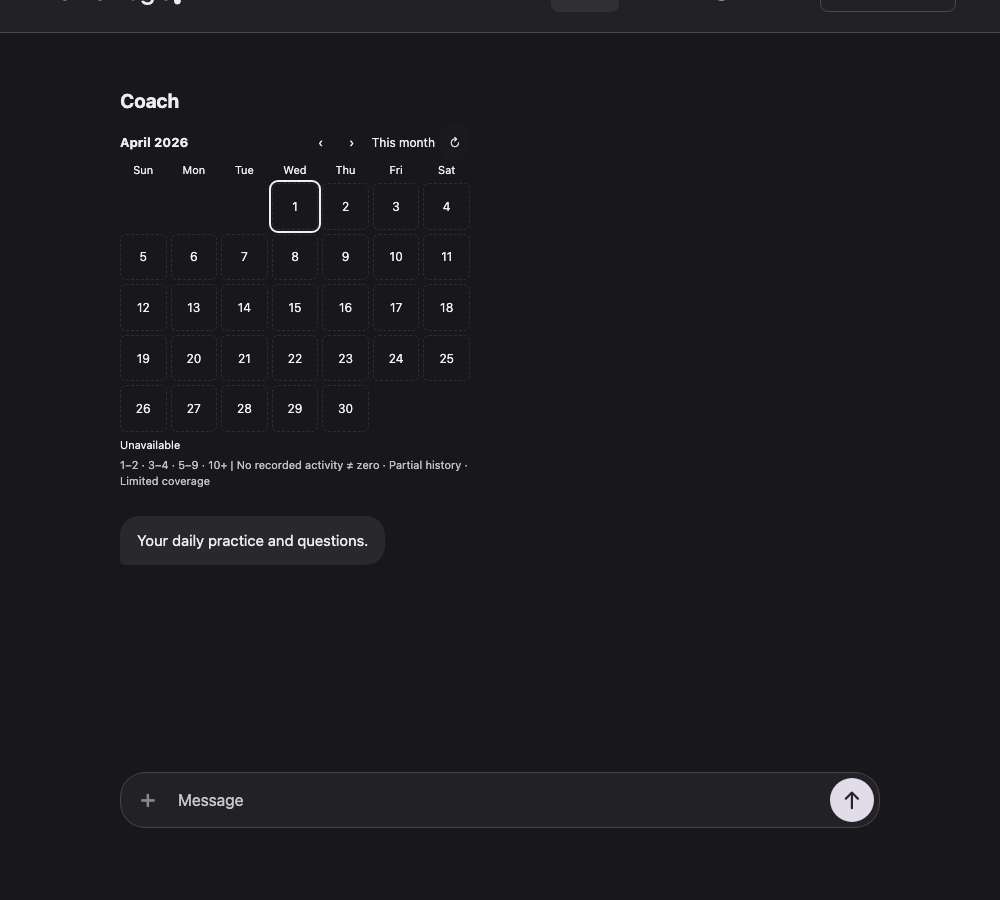 Coach
April 2026 ‹ › This month ↻
Sun Mon Tue Wed Thu Fri Sat
1 2 3 4
5 6 7 8 9 10 11
12 13 14 15 16 17 18
19 20 21 22 23 24 25
26 27 28 29 30
Unavailable
1–2 · 3–4 · 5–9 · 10+ | No recorded activity ≠ zero · Partial history ·
Limited coverage
Your daily practice and questions.
+ Message